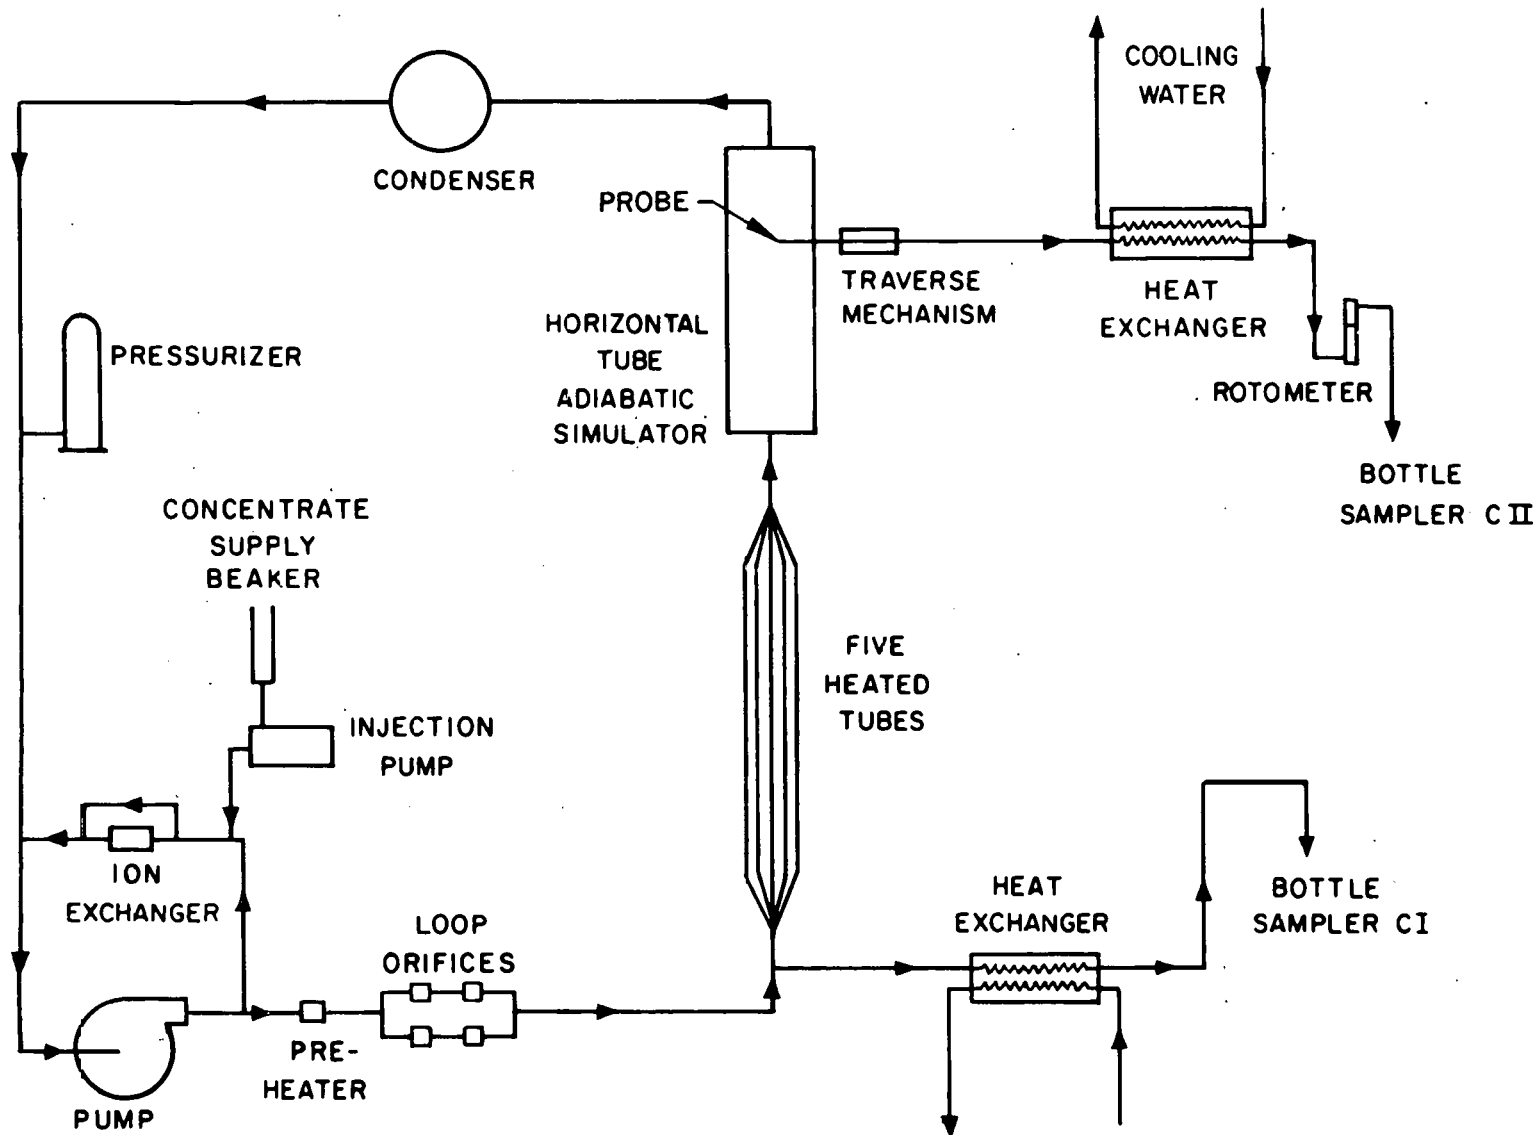 COOLING
WATER
CONDENSER
PROBE
TRAVERSE
MECHANISM
HEAT
EXCHANGER
HORIZONTAL
TUBE
ADIABATIC
SIMULATOR
PRESSURIZER
ROTOMETER
BOTTLE
SAMPLER C II
CONCENTRATE
SUPPLY
BEAKER
FIVE
HEATED
TUBES
INJECTION
PUMP
ION
EXCHANGER
LOOP
ORIFICES
HEAT
EXCHANGER
BOTTLE
SAMPLER C I
PRE-
HEATER
PUMP